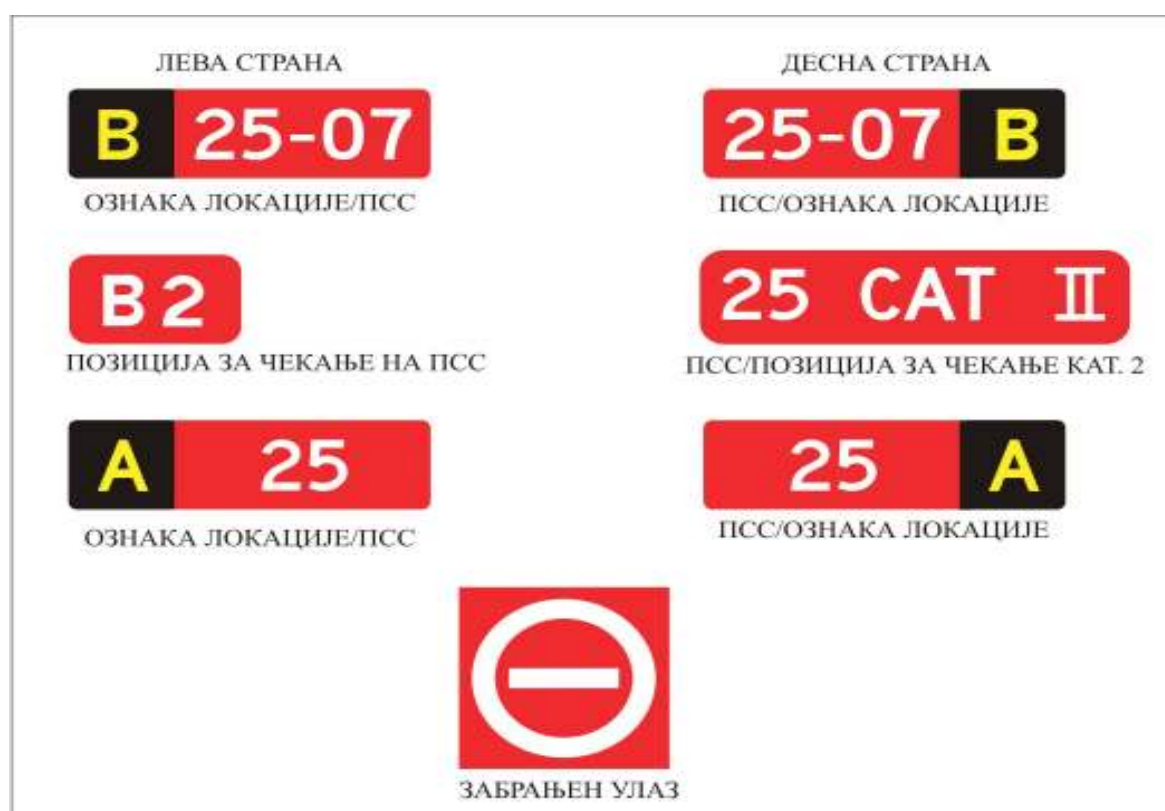 ЛЕВА СТРАНА
ДЕСНА СТРАНА
B 25-07
25-07 B
ОЗНАКА ЛОКАЦИЈЕ/ПСС
ПСС/ОЗНАКА ЛОКАЦИЈЕ
B2
25 CAT II
ПОЗИЦИЈА ЗА ЧЕКАЊЕ НА ПСС
ПСС/ПОЗИЦИЈА ЗА ЧЕКАЊЕ КАТ. 2
A 25
25 A
ОЗНАКА ЛОКАЦИЈЕ/ПСС
ПСС/ОЗНАКА ЛОКАЦИЈЕ
ЗАБРАЊЕН УЛАЗ